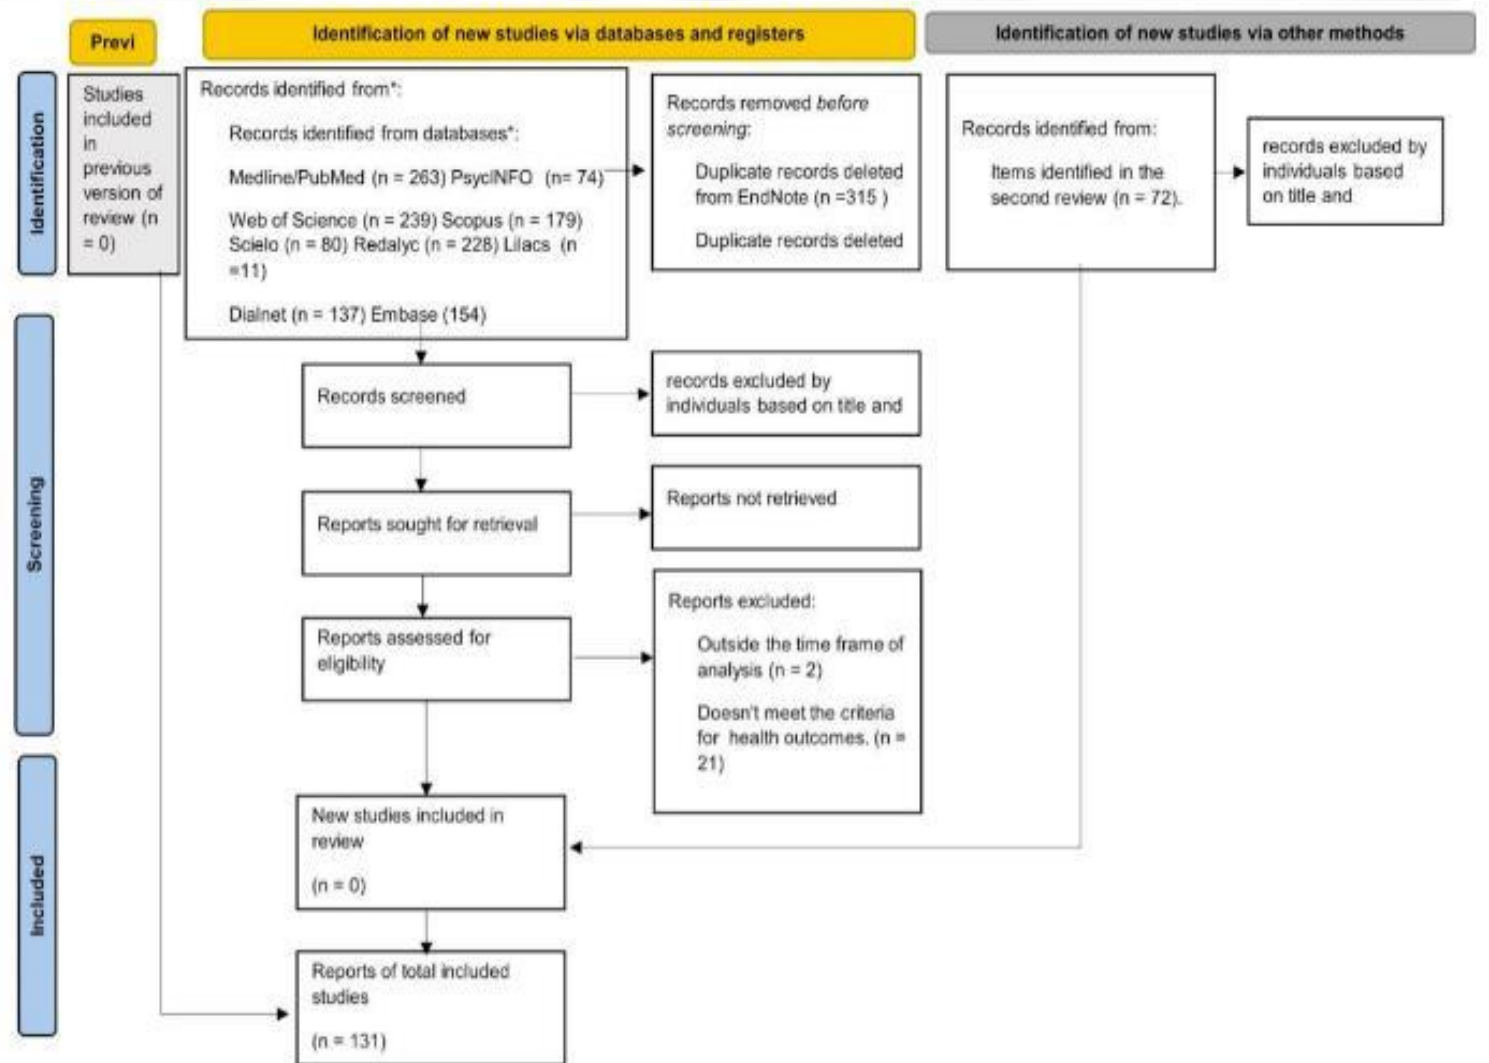 Previ
Identification of new studies via databases and registers
Identification of new studies via other methods
Identification
Studies
included
in
previous
version of
review (n
= 0)
Records identified from*:
Records identified from databases*:
Medline/PubMed (n = 263) PsycINFO (n= 74)
Web of Science (n = 239) Scopus (n = 179)
Scielo (n = 80) Redalyc (n = 228) Lilacs (n
=11)
Dialnet (n = 137) Embase (154)
Records removed before
screening:
Duplicate records deleted
from EndNote (n =315 )
Duplicate records deleted
Records identified from:
Items identified in the
second review (n = 72).
records excluded by
individuals based
on title and
Screening
Records screened
records excluded by
individuals based on title and
Reports sought for retrieval
Reports not retrieved
Reports assessed for
eligibility
Reports excluded:
Outside the time frame of
analysis (n = 2)
Doesn't meet the criteria
for health outcomes. (n =
21)
Included
New studies included in
review
(n = 0)
Reports of total included
studies
(n = 131)